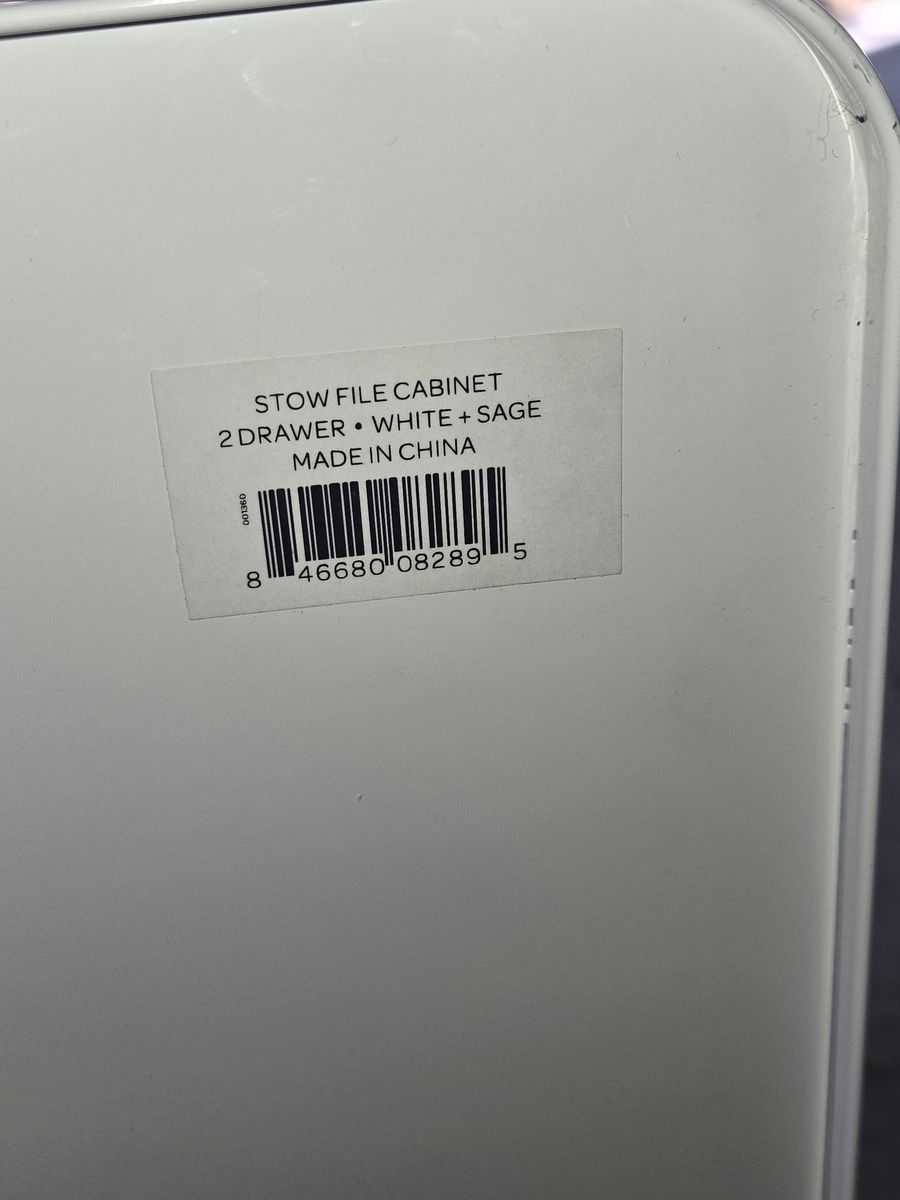 STOW FILE CABINET
2 DRAWER • WHITE + SAGE
MADE IN CHINA
001360
8 46680 08289 5